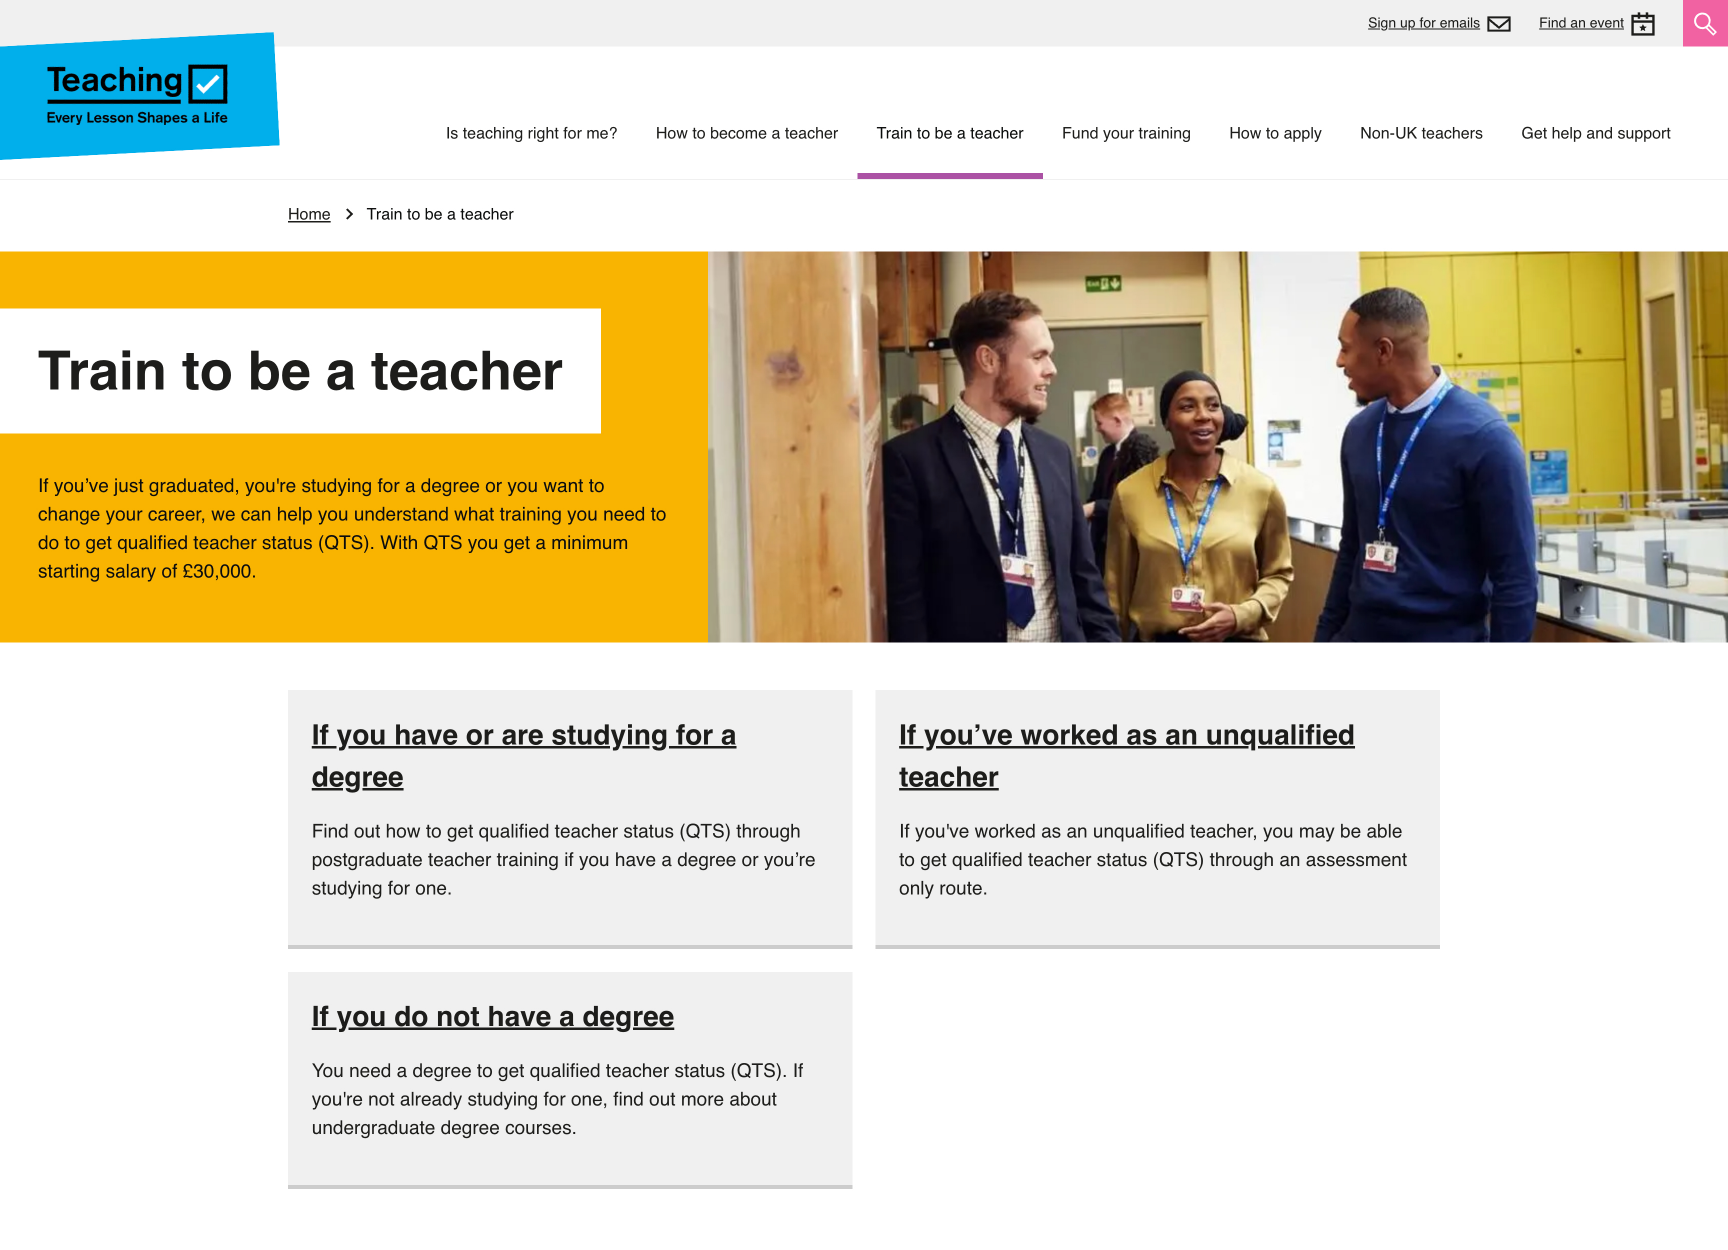 Sign up for emails
Find an event
Teaching
Every Lesson Shapes a Life
Is teaching right for me?
How to become a teacher
Train to be a teacher
Fund your training
How to apply
Non-UK teachers
Get help and support
Home
Train to be a teacher
Train to be a teacher
If you’ve just graduated, you're studying for a degree or you want to
change your career, we can help you understand what training you need to
do to get qualified teacher status (QTS). With QTS you get a minimum
starting salary of £30,000.
If you have or are studying for a
degree
Find out how to get qualified teacher status (QTS) through
postgraduate teacher training if you have a degree or you’re
studying for one.
If you’ve worked as an unqualified
teacher
If you've worked as an unqualified teacher, you may be able
to get qualified teacher status (QTS) through an assessment
only route.
If you do not have a degree
You need a degree to get qualified teacher status (QTS). If
you're not already studying for one, find out more about
undergraduate degree courses.